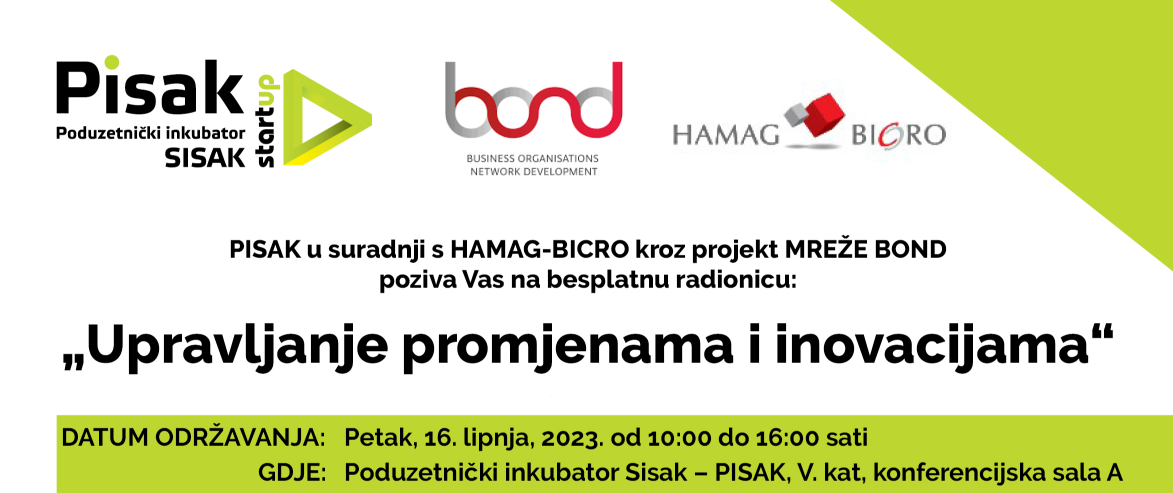 Pisak
Poduzetnički inkubator
SISAK
startup
bond
BUSINESS ORGANISATIONS
NETWORK DEVELOPMENT
HAMAG BICRO
PISAK u suradnji s HAMAG-BICRO kroz projekt MREŽE BOND
poziva Vas na besplatnu radionicu:
„Upravljanje promjenama i inovacijama“
DATUM ODRŽAVANJA: Petak, 16. lipnja, 2023. od 10:00 do 16:00 sati
GDJE: Poduzetnički inkubator Sisak – PISAK, V. kat, konferencijska sala A